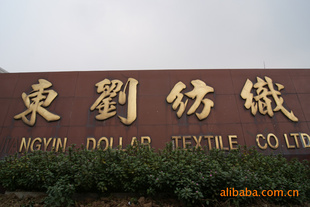 東劉紡織
NGYIN DOLLAR TEXTILE CO LTD
alibaba.com.cn